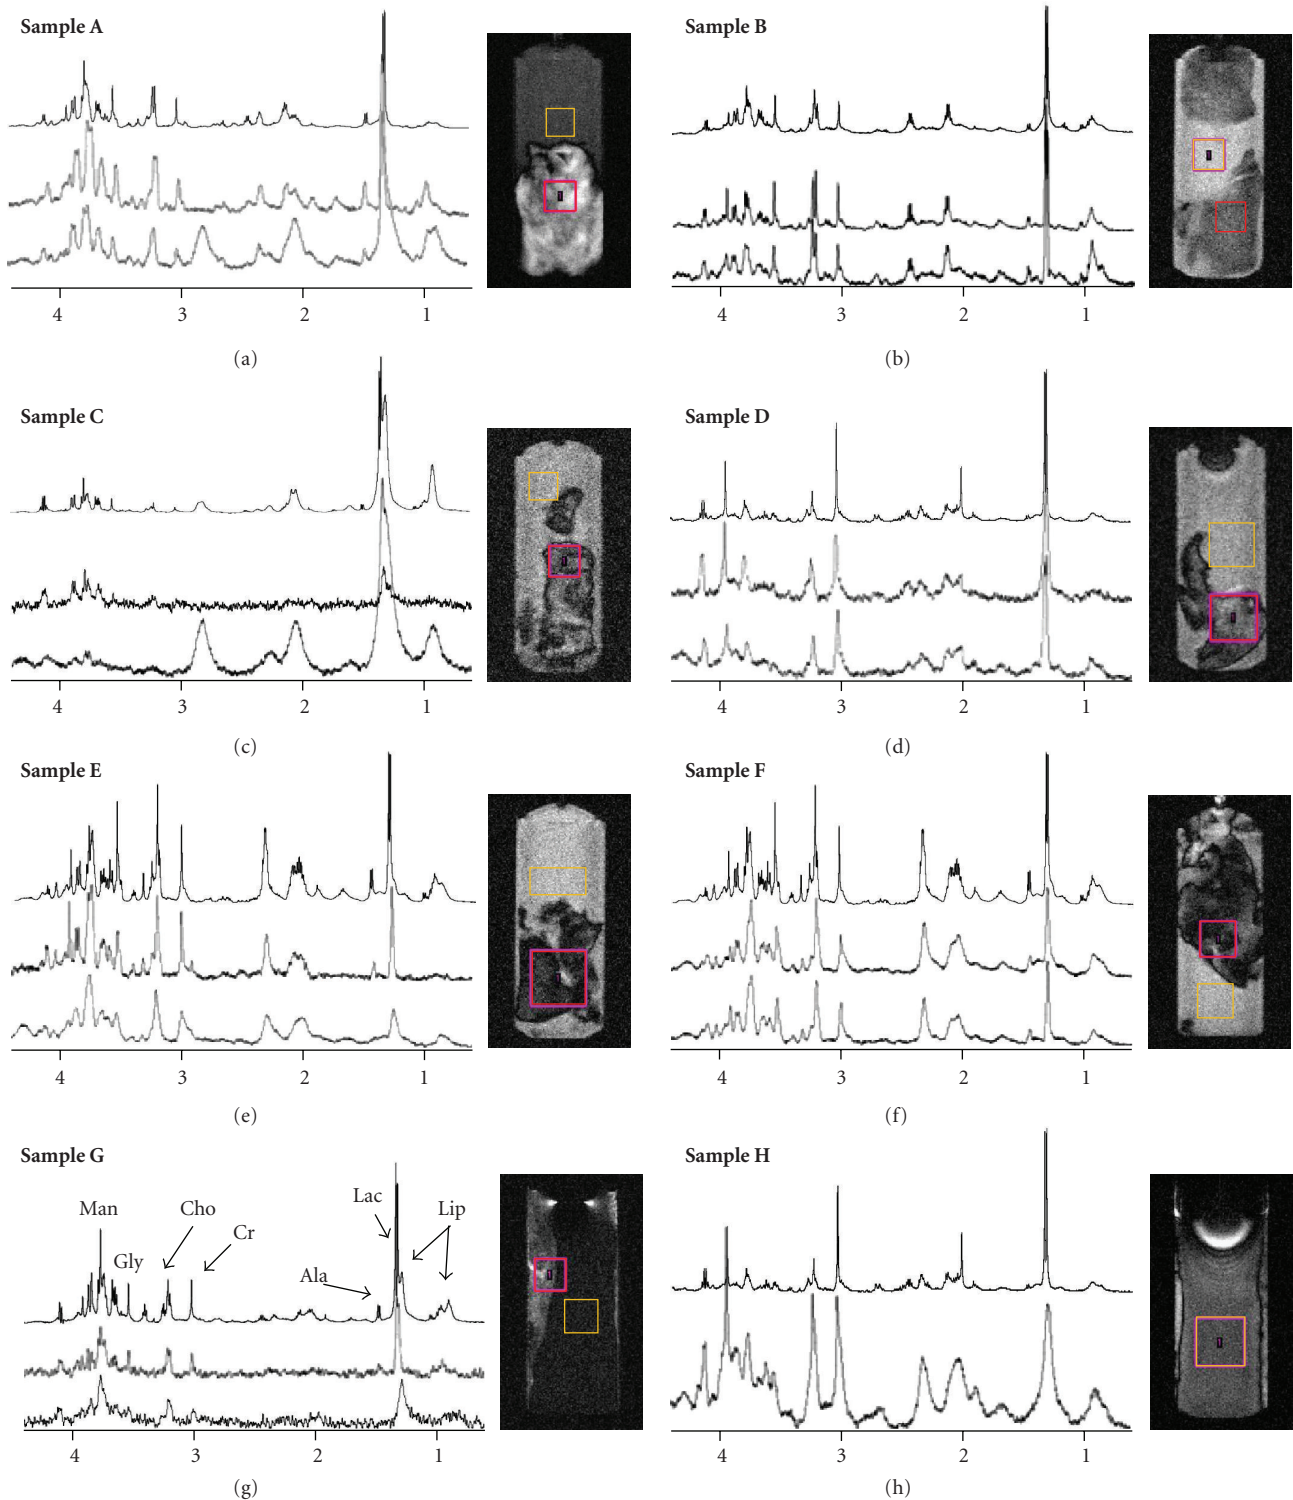 Sample A
Sample B
4 3 2 1
4 3 2 1
(a)
(b)
Sample C
Sample D
4 3 2 1
4 3 2 1
(c)
(d)
Sample E
Sample F
4 3 2 1
4 3 2 1
(e)
(f)
Sample G
Sample H
Man
Gly
Cho
Cr
Ala
Lac
Lip
4 3 2 1
4 3 2 1
(g)
(h)